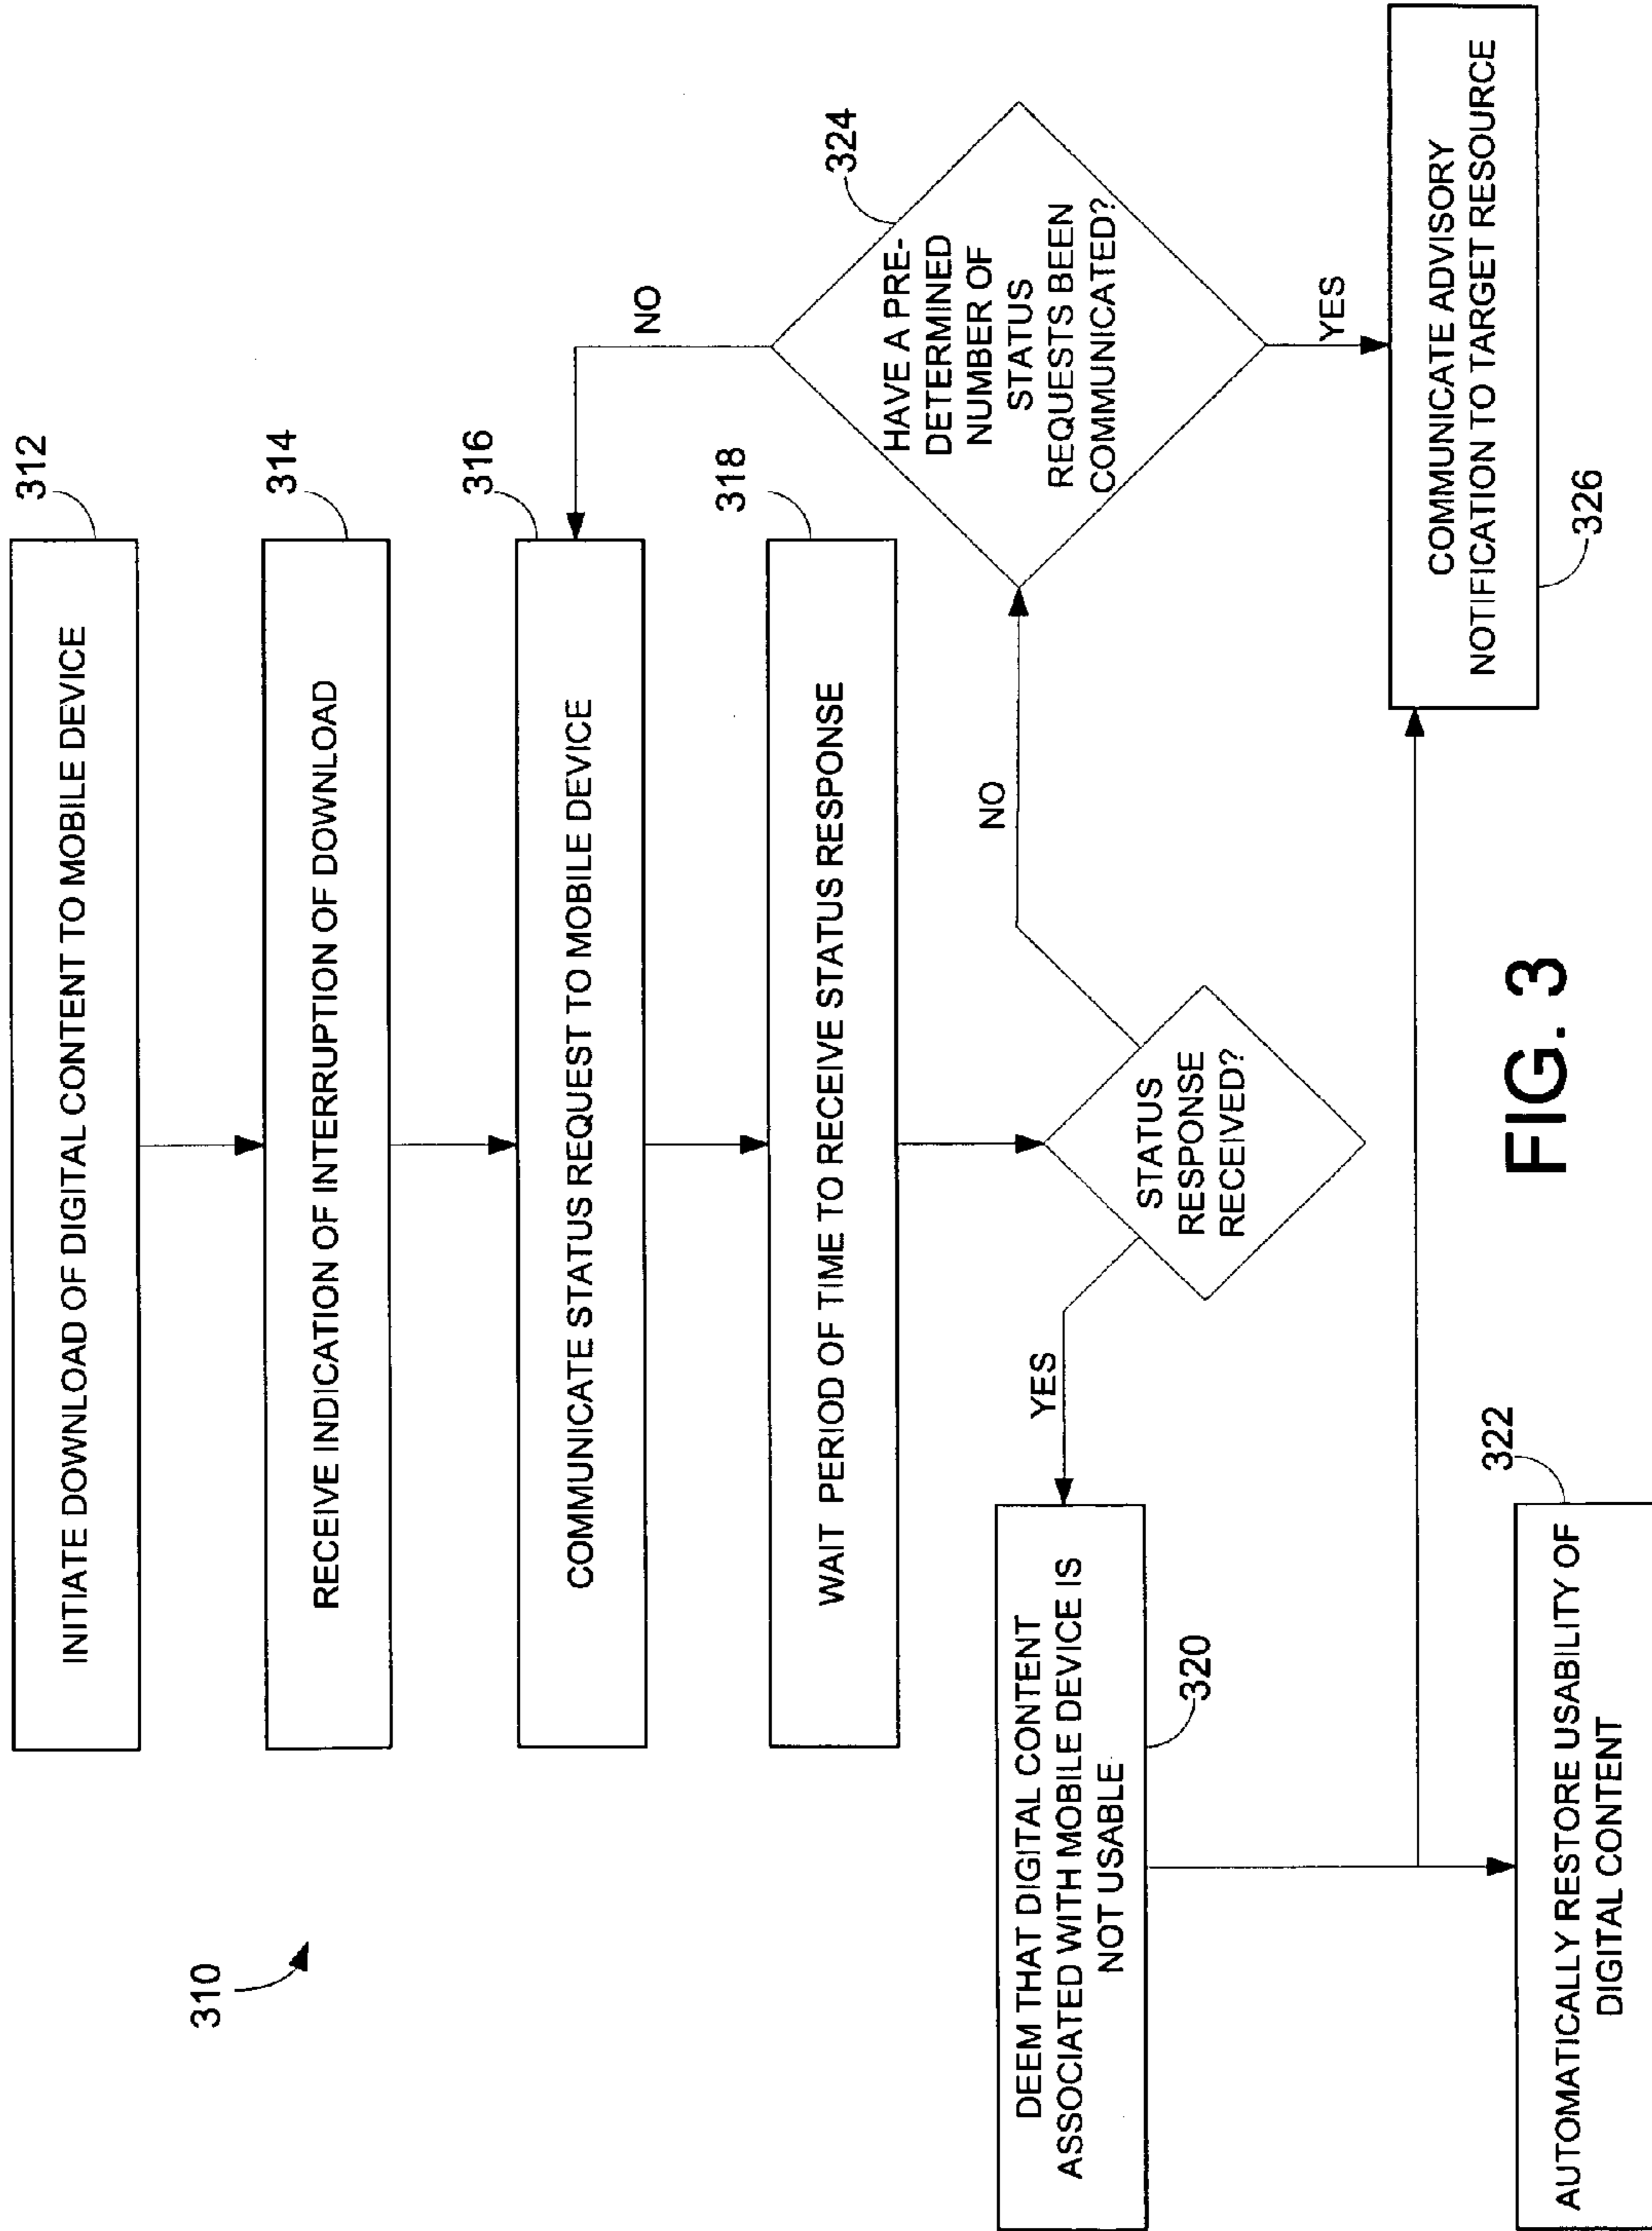 310
312
INITIATE DOWNLOAD OF DIGITAL CONTENT TO MOBILE DEVICE
314
RECEIVE INDICATION OF INTERRUPTION OF DOWNLOAD
316
COMMUNICATE STATUS REQUEST TO MOBILE DEVICE
318
WAIT PERIOD OF TIME TO RECEIVE STATUS RESPONSE
STATUS
RESPONSE
RECEIVED?
YES
NO
DEEM THAT DIGITAL CONTENT
ASSOCIATED WITH MOBILE DEVICE IS
NOT USABLE
320
322
AUTOMATICALLY RESTORE USABILITY OF
DIGITAL CONTENT
324
HAVE A PRE-
DETERMINED
NUMBER OF
STATUS
REQUESTS BEEN
COMMUNICATED?
NO
YES
COMMUNICATE ADVISORY
NOTIFICATION TO TARGET RESOURCE
326
FIG. 3